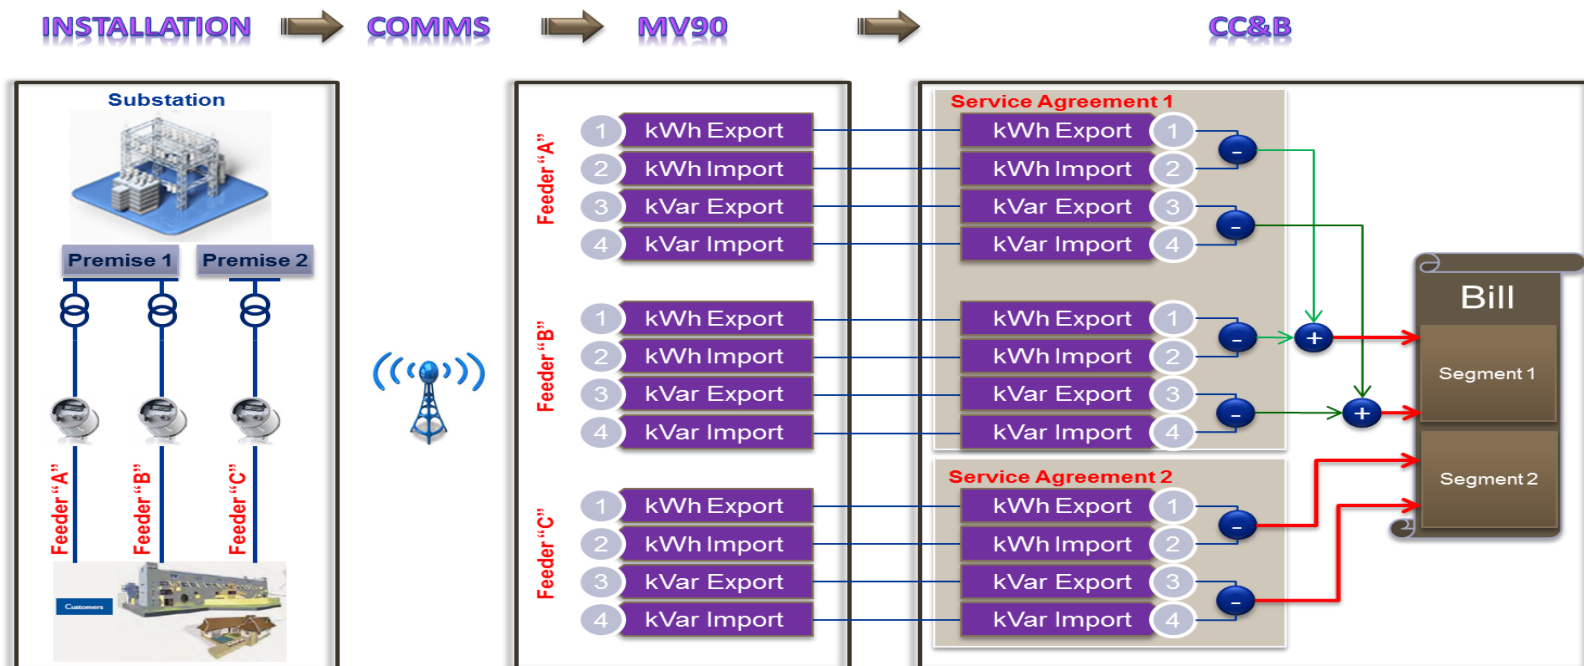 INSTALLATION
COMMS
MV90
CC&B
Substation
Premise 1
Premise 2
Feeder "A"
Feeder "B"
Feeder "C"
Customers
Feeder "A"
1 kWh Export
2 kWh Import
3 kVar Export
4 kVar Import
Feeder "B"
1 kWh Export
2 kWh Import
3 kVar Export
4 kVar Import
Feeder "C"
1 kWh Export
2 kWh Import
3 kVar Export
4 kVar Import
Service Agreement 1
kWh Export 1
kWh Import 2
-
kVar Export 3
kVar Import 4
-
kWh Export 1
kWh Import 2
-
+
kVar Export 3
kVar Import 4
-
+
Service Agreement 2
kWh Export 1
kWh Import 2
-
kVar Export 3
kVar Import 4
-
Bill
Segment 1
Segment 2